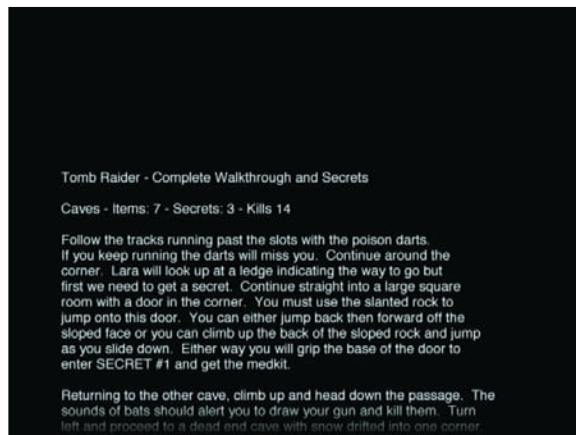 Tomb Raider - Complete Walkthrough and Secrets
Caves - Items: 7 - Secrets: 3 - Kills 14
Follow the tracks running past the slots with the poison darts.
If you keep running the darts will miss you.  Continue around the
corner.  Lara will look up at a ledge indicating the way to go but
first we need to get a secret.  Continue straight into a large square
room with a door in the corner.  You must use the slanted rock to
jump onto this door.  You can either jump back then forward off the
sloped face or you can climb up the back of the sloped rock and jump
as you slide down.  Either way you will grip the base of the door to
enter SECRET #1 and get the medkit.
Returning to the other cave, climb up and head down the passage.  The
sounds of bats should alert you to draw your gun and kill them.  Turn
left and proceed to a dead end cave with snow drifted into one corner.